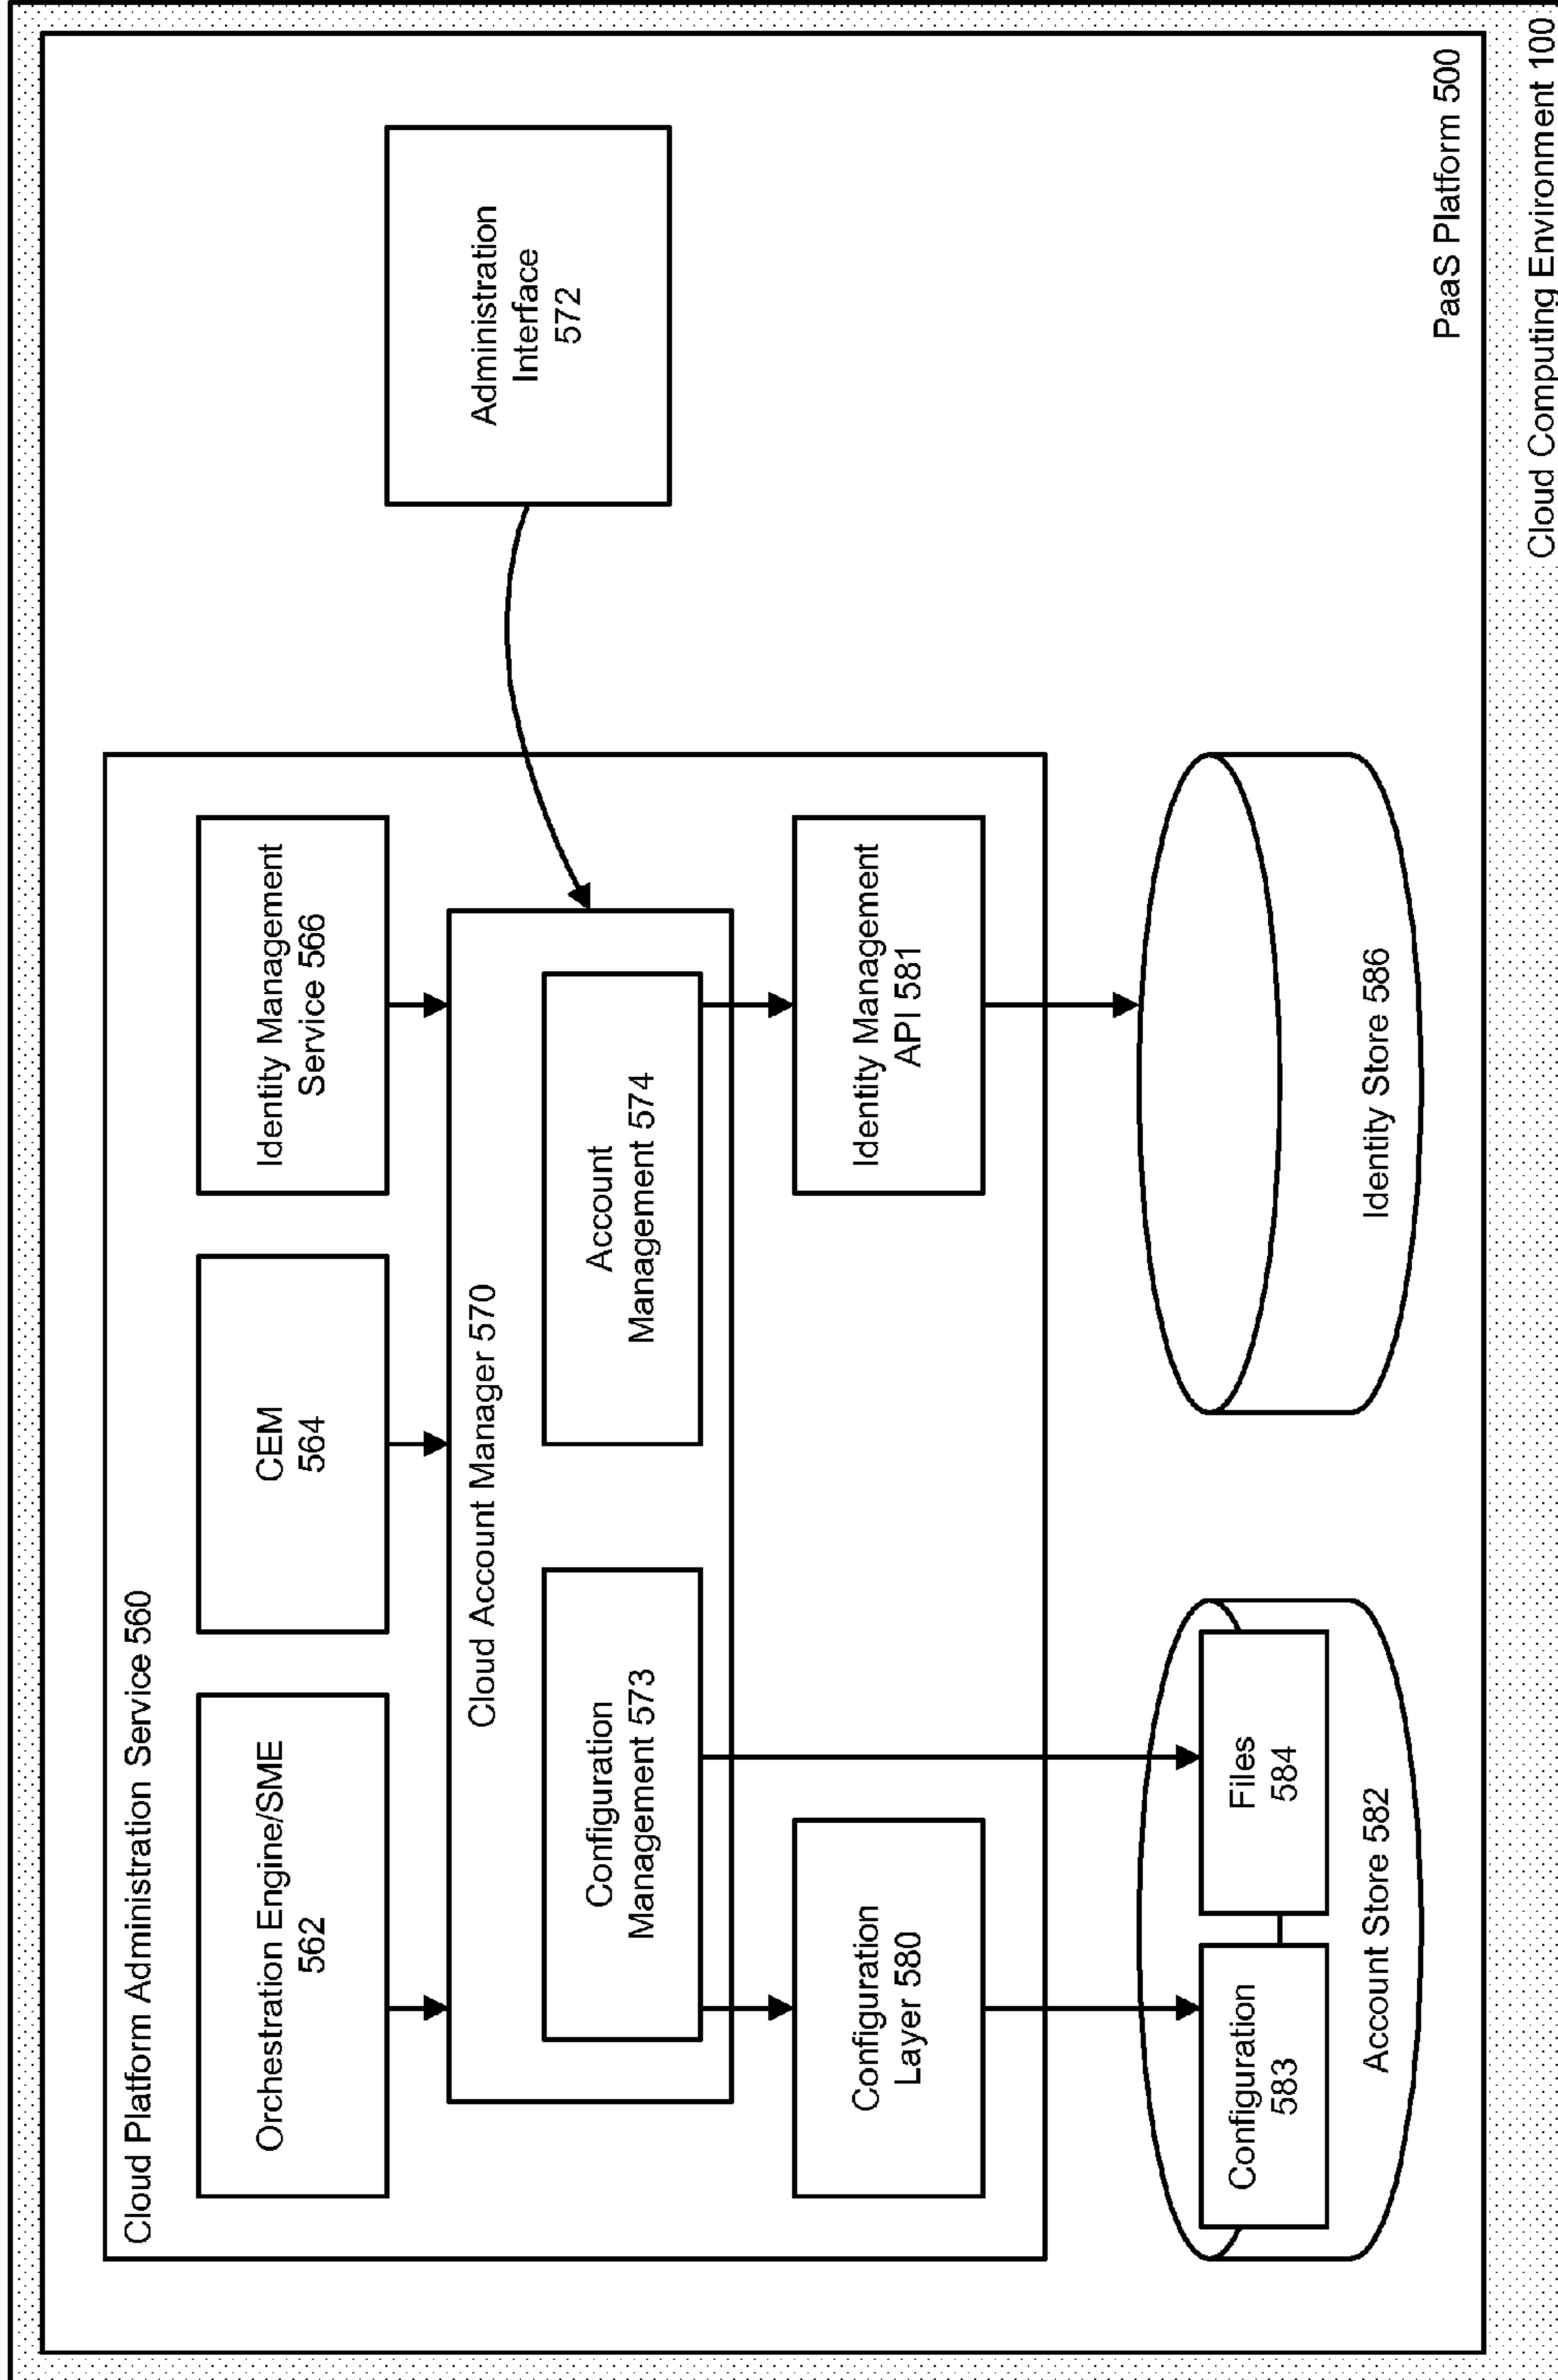 Cloud Platform Administration Service 560
Orchestration Engine/SME
562
CEM
564
Identity Management
Service 566
Cloud Account Manager 570
Configuration
Management 573
Account
Management 574
Administration
Interface
572
Configuration
Layer 580
Identity Management
API 581
Configuration
583
Files
584
Account Store 582
Identity Store 586
PaaS Platform 500
Cloud Computing Environment 100